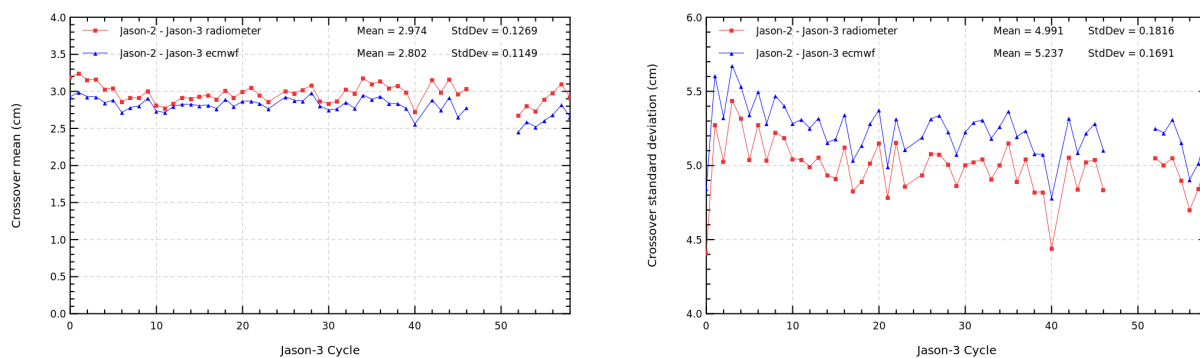 4.0
3.5
3.0
2.5
2.0
1.5
1.0
0.5
0.0
Crossover mean (cm)
Jason-2 - Jason-3 radiometer Mean = 2.974 StdDev = 0.1269
Jason-2 - Jason-3 ecmwf Mean = 2.802 StdDev = 0.1149
0 10 20 30 40 50
Jason-3 Cycle
6.0
5.5
5.0
4.5
4.0
Crossover standard deviation (cm)
Jason-2 - Jason-3 radiometer Mean = 4.991 StdDev = 0.1816
Jason-2 - Jason-3 ecmwf Mean = 5.237 StdDev = 0.1691
0 10 20 30 40 50
Jason-3 Cycle